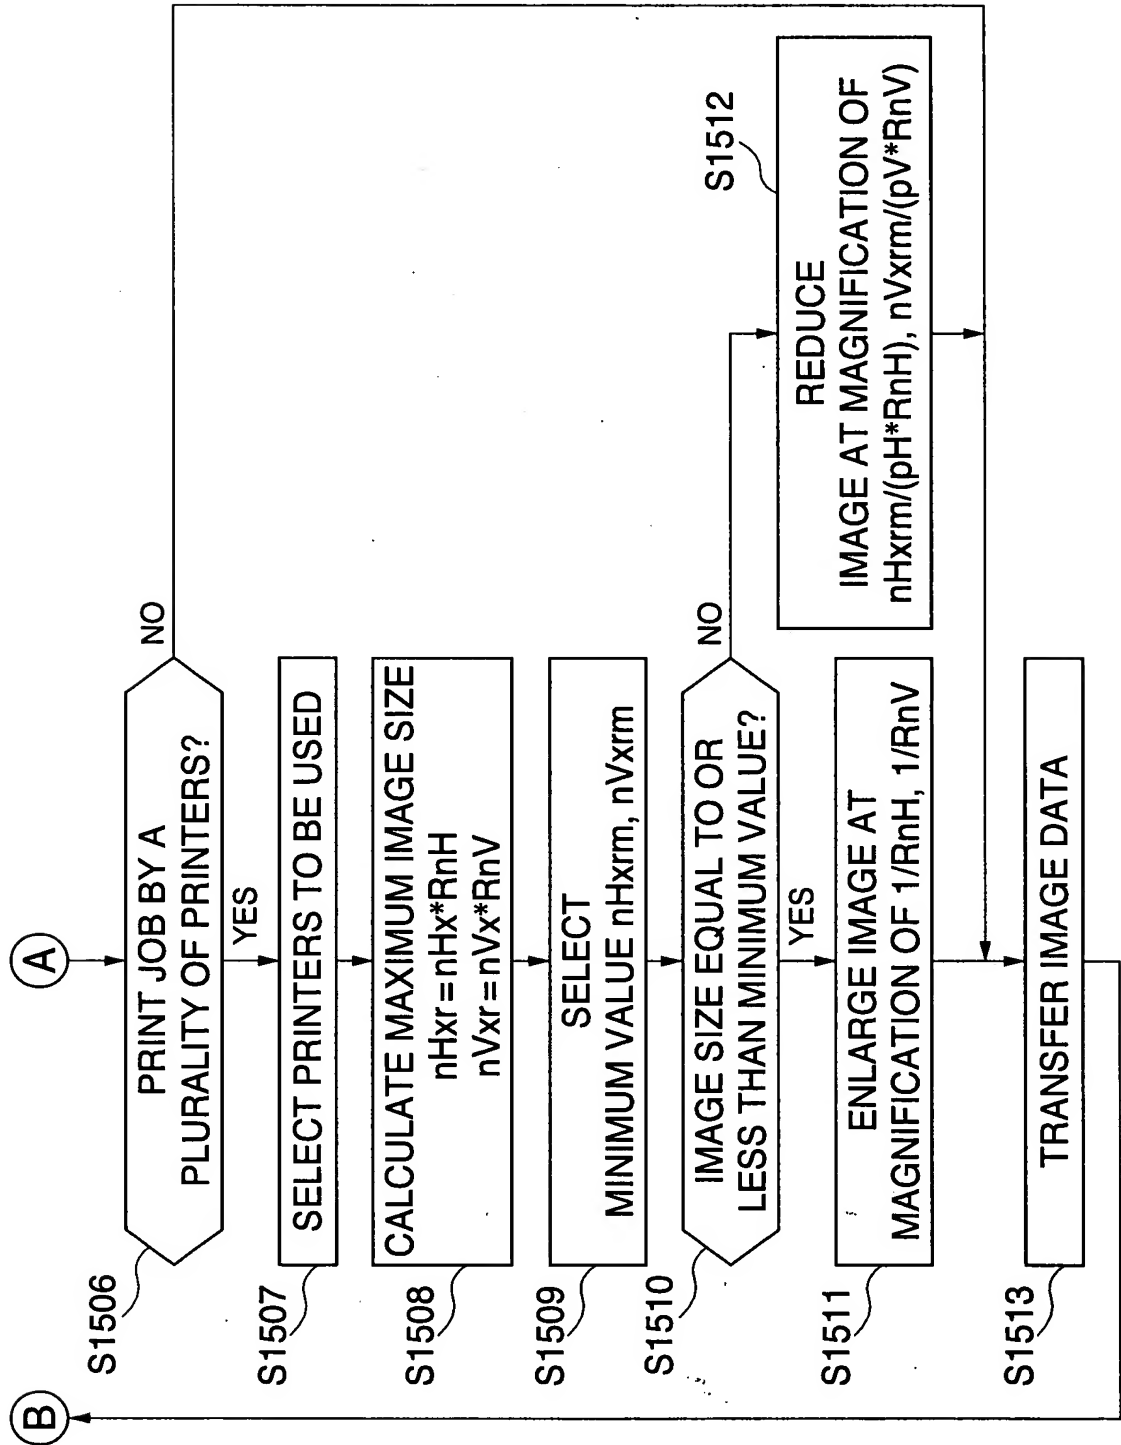 A
S1506
PRINT JOB BY A
PLURALITY OF PRINTERS?
NO
YES
S1507
SELECT PRINTERS TO BE USED
S1508
CALCULATE MAXIMUM IMAGE SIZE
nHxr=nHx*RnH
nVxr=nVx*RnV
S1509
SELECT
MINIMUM VALUE nHxrm, nVxrm
S1510
IMAGE SIZE EQUAL TO OR
LESS THAN MINIMUM VALUE?
NO
YES
S1512
REDUCE
IMAGE AT MAGNIFICATION OF
nHxrm/(pH*RnH), nVxrm/(pV*RnV)
S1511
ENLARGE IMAGE AT
MAGNIFICATION OF 1/RnH, 1/RnV
S1513
TRANSFER IMAGE DATA
B